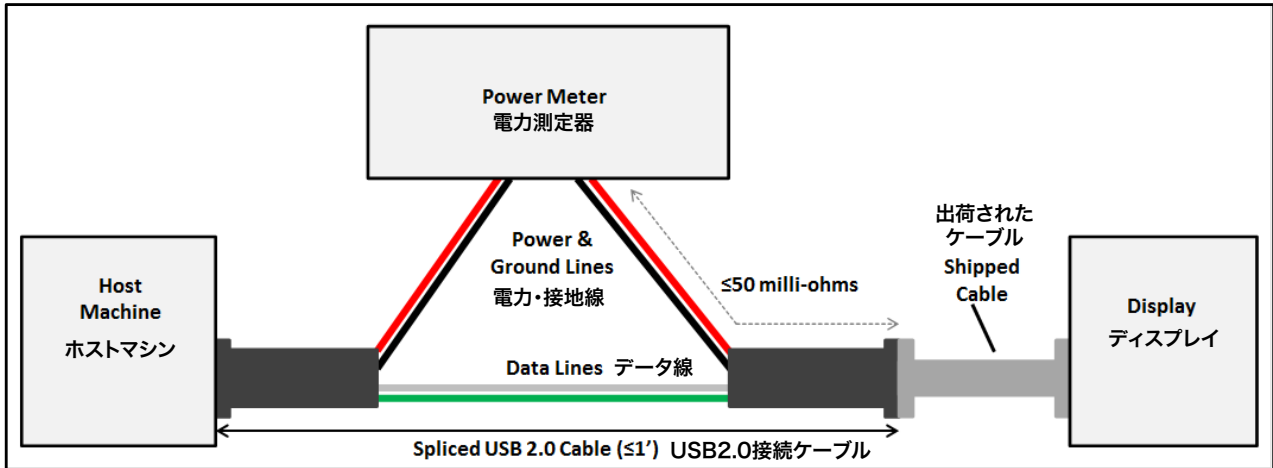 Power Meter
電力測定器
Host
Machine
ホストマシン
Power &
Ground Lines
電力・接地線
≤50 milli-ohms
出荷された
ケーブル
Shipped
Cable
Display
ディスプレイ
Data Lines データ線
Spliced USB 2.0 Cable (≤1’) USB2.0接続ケーブル